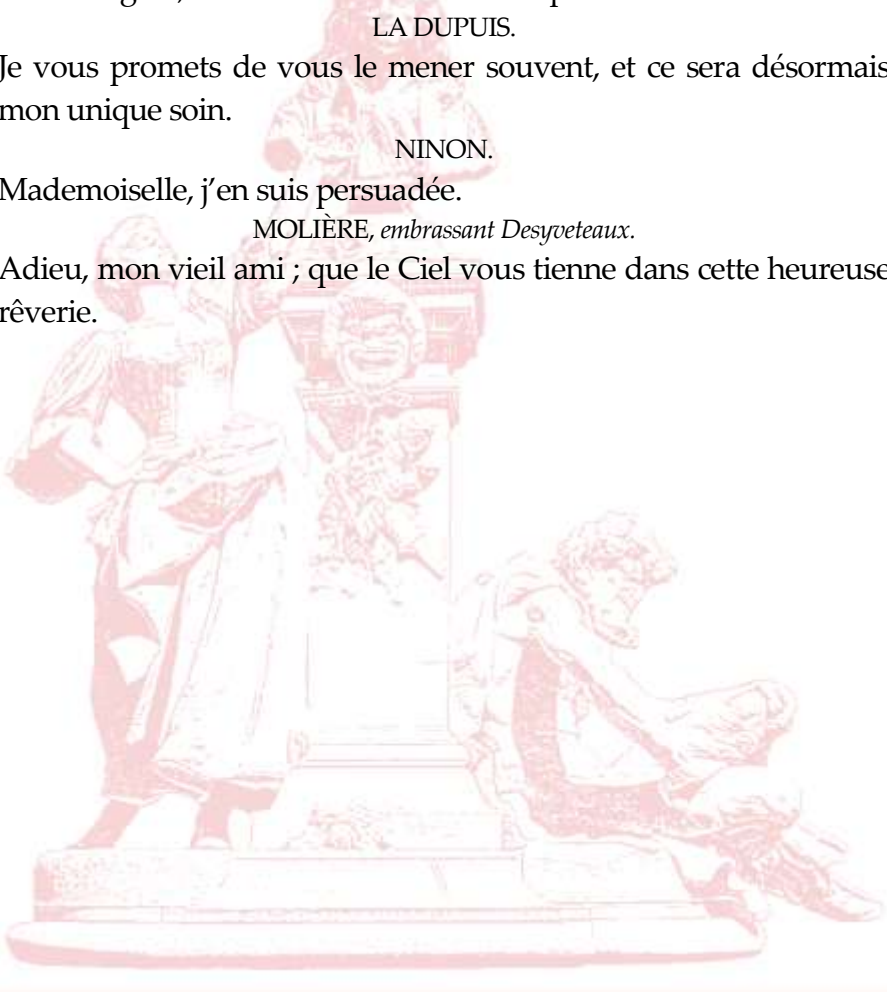 LA DUPUIS.
Je vous promets de vous le mener souvent, et ce sera désormais
mon unique soin.
NINON.
Mademoiselle, j’en suis persuadée.
MOLIÈRE, embrassant Desyveteaux.
Adieu, mon vieil ami ; que le Ciel vous tienne dans cette heureuse
rêverie.